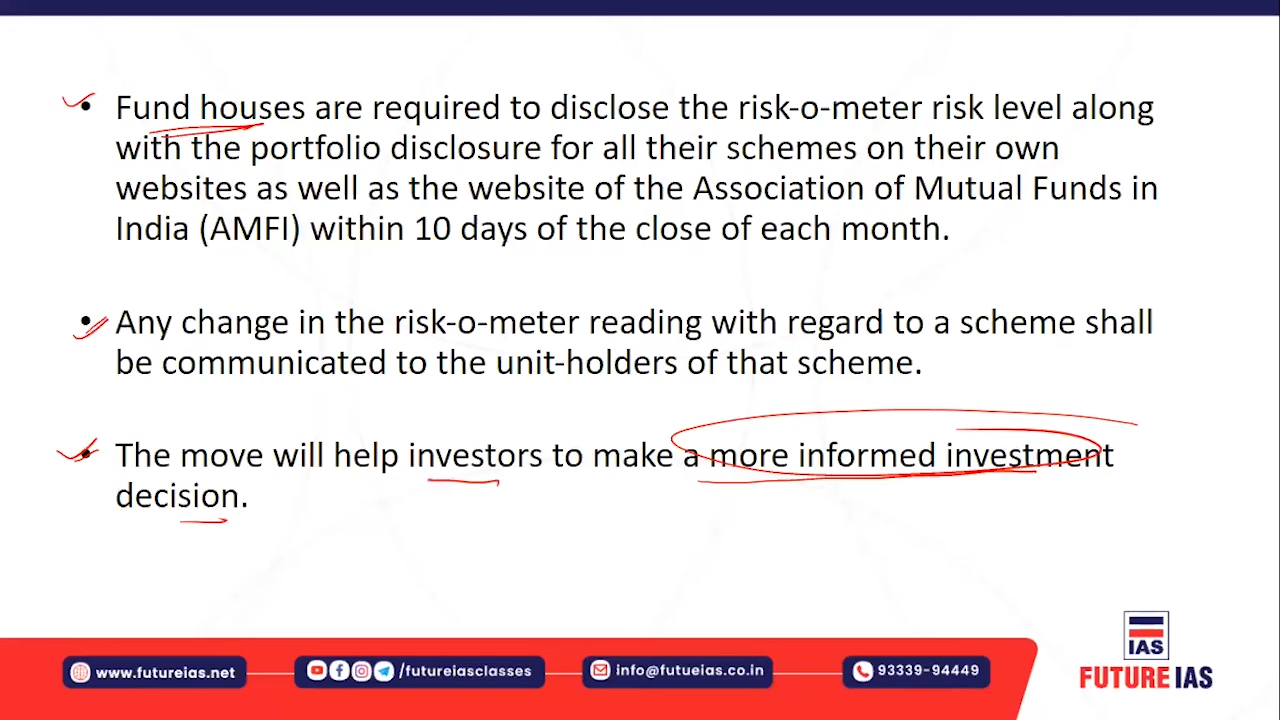 • Fund houses are required to disclose the risk-o-meter risk level along
with the portfolio disclosure for all their schemes on their own
websites as well as the website of the Association of Mutual Funds in
India (AMFI) within 10 days of the close of each month.
• Any change in the risk-o-meter reading with regard to a scheme shall
be communicated to the unit-holders of that scheme.
• The move will help investors to make a more informed investment
decision.
IAS
www.futureias.net
/futureiasclasses
info@futueias.co.in
93339-94449
FUTURE IAS